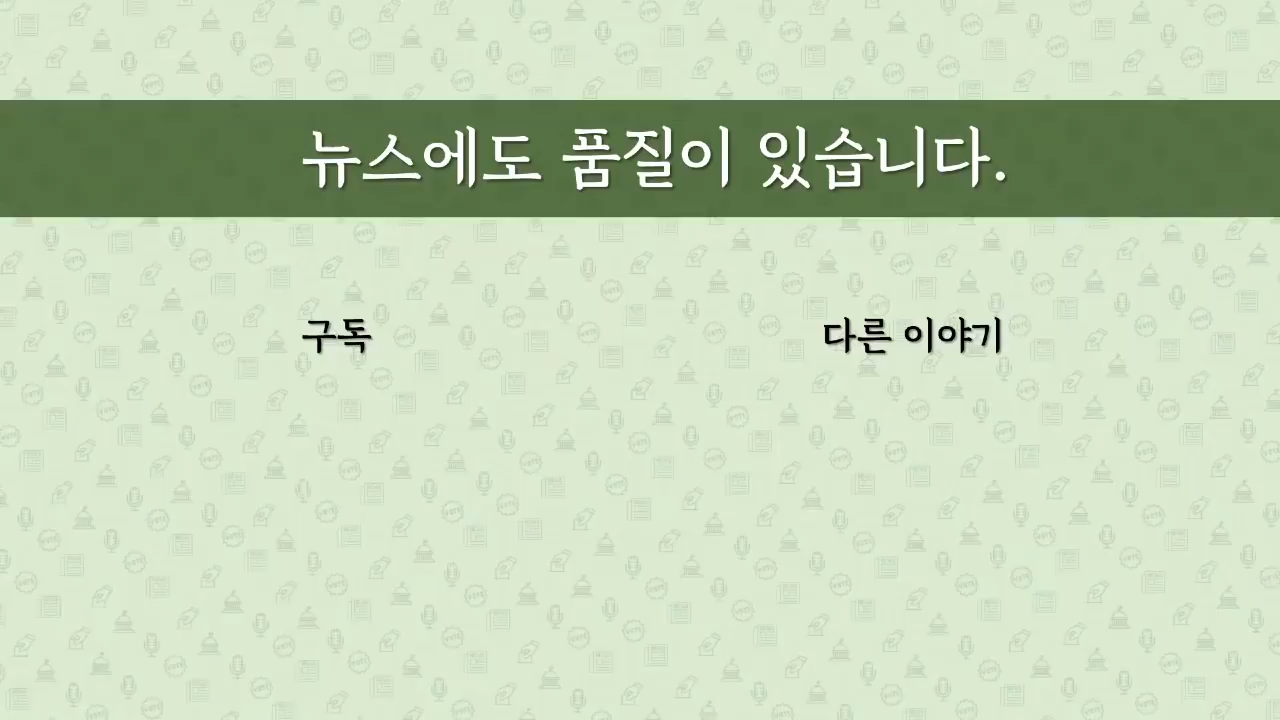 뉴스에도 품질이 있습니다.
구독
다른 이야기